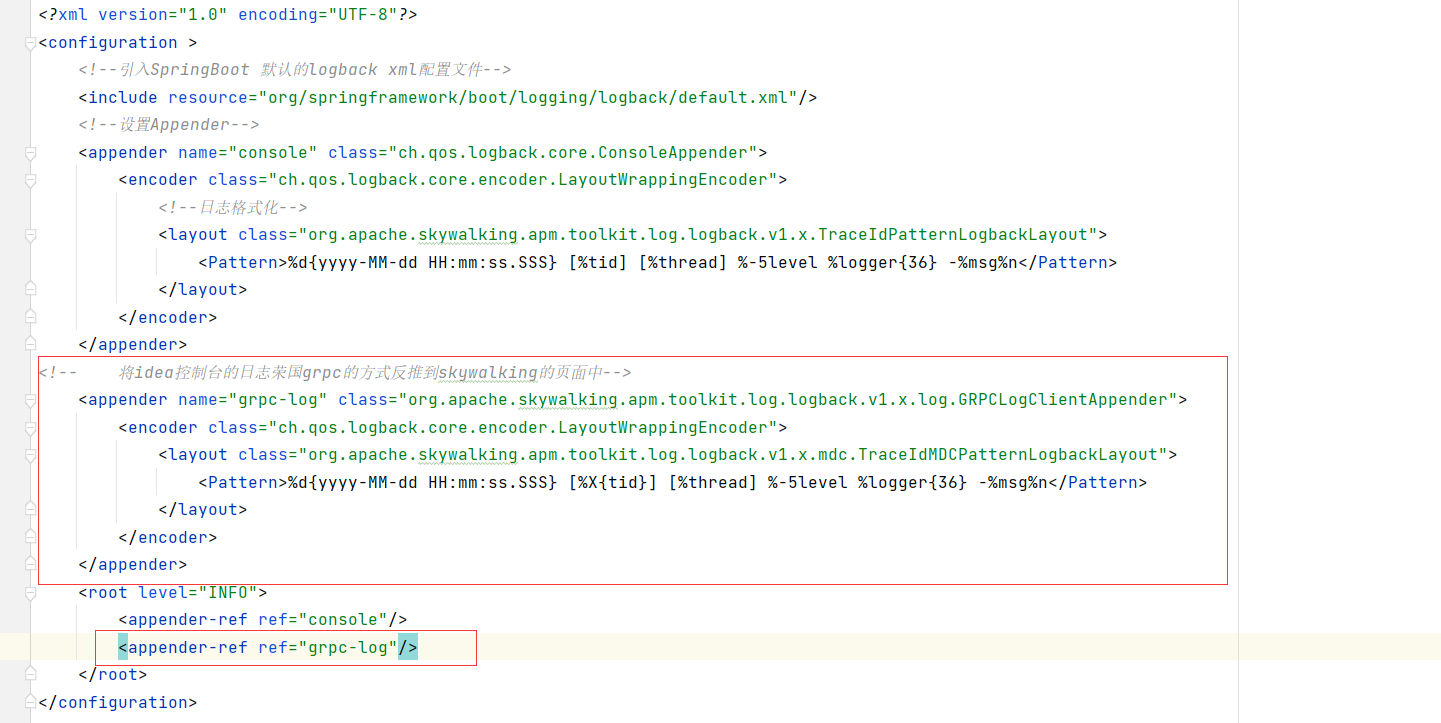 <?xml version="1.0" encoding="UTF-8"?>
<configuration >
    <!--引入SpringBoot 默认的logback xml配置文件-->
    <include resource="org/springframework/boot/logging/logback/default.xml"/>
    <!--设置Appender-->
    <appender name="console" class="ch.qos.logback.core.ConsoleAppender">
        <encoder class="ch.qos.logback.core.encoder.LayoutWrappingEncoder">
            <!--日志格式化-->
            <layout class="org.apache.skywalking.apm.toolkit.log.logback.v1.x.TraceIdPatternLogbackLayout">
                <Pattern>%d{yyyy-MM-dd HH:mm:ss.SSS} [%tid] [%thread] %-5level %logger{36} -%msg%n</Pattern>
            </layout>
        </encoder>
    </appender>
<!--    将idea控制台的日志荣国grpc的方式反推到skywalking的页面中-->
    <appender name="grpc-log" class="org.apache.skywalking.apm.toolkit.log.logback.v1.x.log.GRPCLogClientAppender">
        <encoder class="ch.qos.logback.core.encoder.LayoutWrappingEncoder">
            <layout class="org.apache.skywalking.apm.toolkit.log.logback.v1.x.mdc.TraceIdMDCPatternLogbackLayout">
                <Pattern>%d{yyyy-MM-dd HH:mm:ss.SSS} [%X{tid}] [%thread] %-5level %logger{36} -%msg%n</Pattern>
            </layout>
        </encoder>
    </appender>
    <root level="INFO">
        <appender-ref ref="console"/>
        <appender-ref ref="grpc-log"/>
    </root>
</configuration>